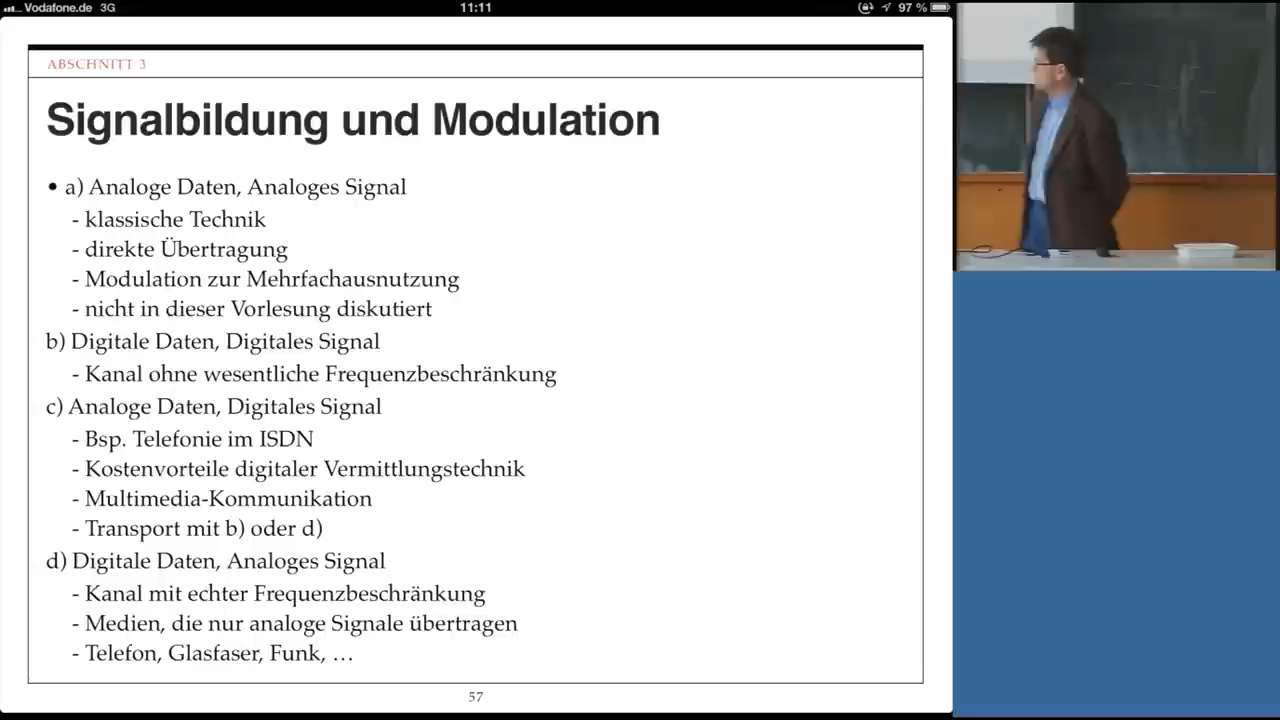 Vodafone.de 3G 11:11 97 %
ABSCHNITT 3
Signalbildung und Modulation
• a) Analoge Daten, Analoges Signal
- klassische Technik
- direkte Übertragung
- Modulation zur Mehrfachausnutzung
- nicht in dieser Vorlesung diskutiert
b) Digitale Daten, Digitales Signal
- Kanal ohne wesentliche Frequenzbeschränkung
c) Analoge Daten, Digitales Signal
- Bsp. Telefonie im ISDN
- Kostenvorteile digitaler Vermittlungstechnik
- Multimedia-Kommunikation
- Transport mit b) oder d)
d) Digitale Daten, Analoges Signal
- Kanal mit echter Frequenzbeschränkung
- Medien, die nur analoge Signale übertragen
- Telefon, Glasfaser, Funk, …
57